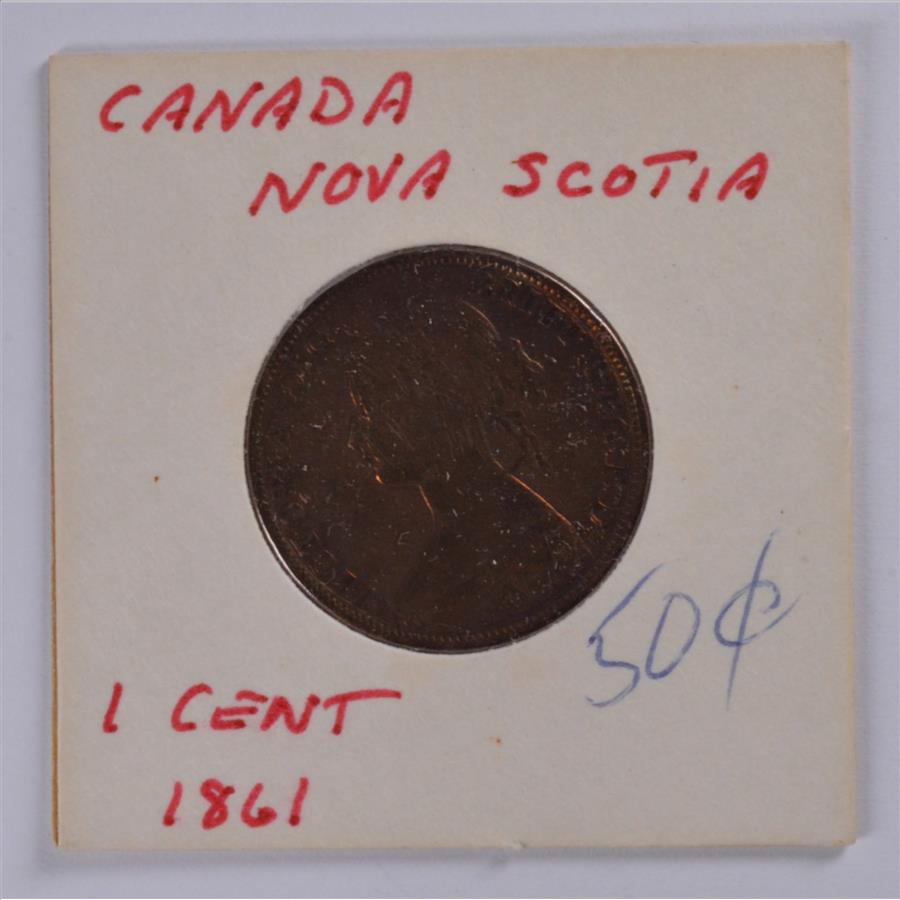 CANADA
NOVA SCOTIA
50¢
1 CENT
1861